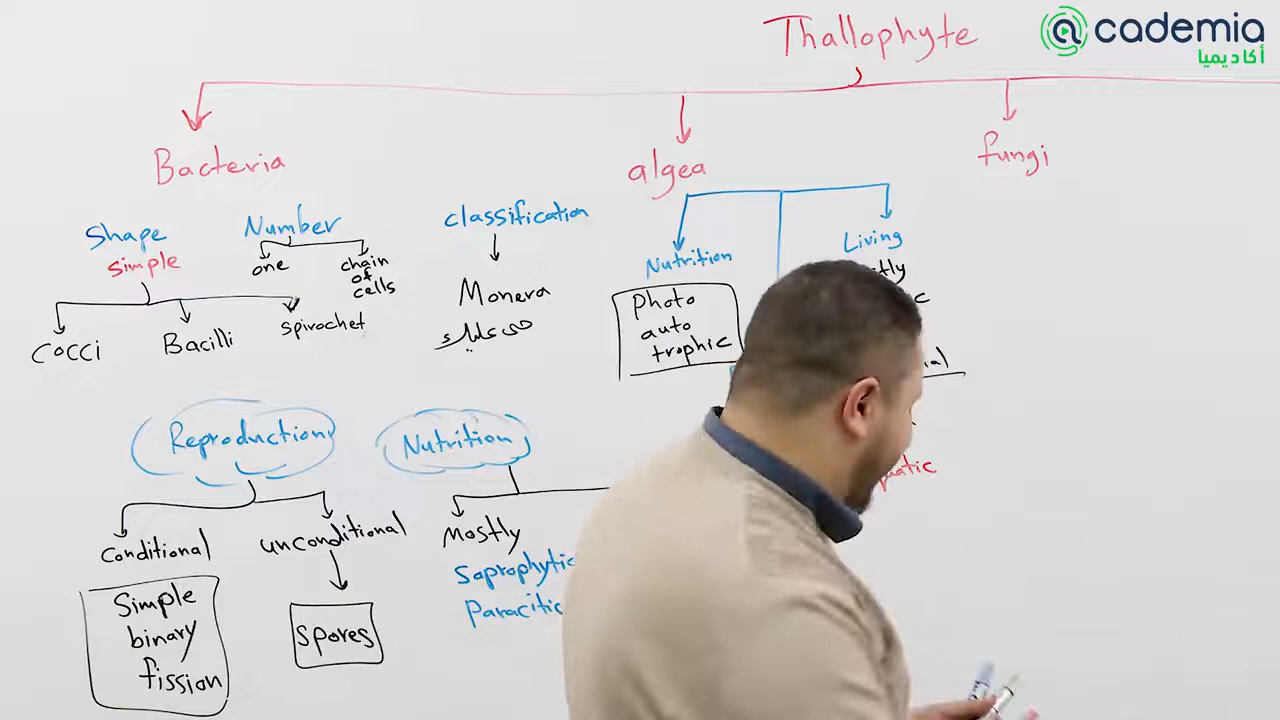 Thallophyte
@cademia
أكاديميا
Bacteria
algea
fungi
Shape
Simple
Cocci
Bacilli
Spirochet
Number
one
chain
of
cells
classification
Monera
Nutrition
Photo
auto
trophic
Living
Reproduction
conditional
Simple
binary
fission
unconditional
spores
Nutrition
Mostly
Saprophytic
Paracitic